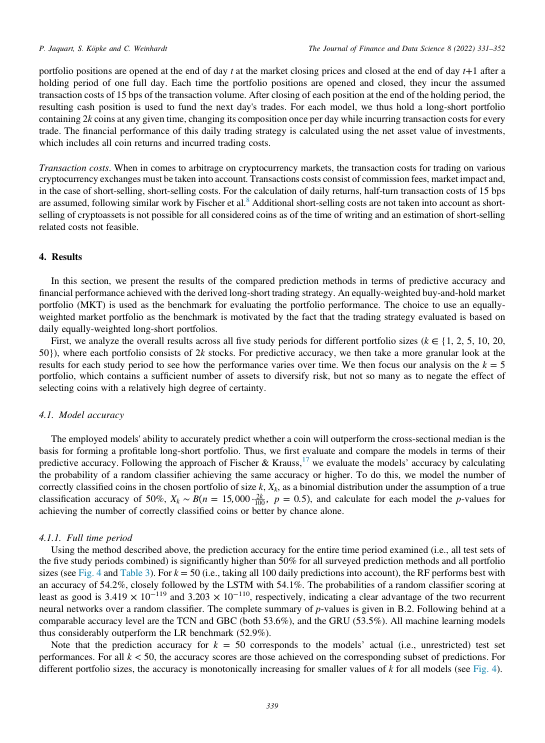 P. Jaquart, S. Köpke and C. Weinhardt
The Journal of Finance and Data Science 8 (2022) 331–352
portfolio positions are opened at the end of day t at the market closing prices and closed at the end of day t+1 after a
holding period of one full day. Each time the portfolio positions are opened and closed, they incur the assumed
transaction costs of 15 bps of the transaction volume. After closing of each position at the end of the holding period, the
resulting cash position is used to fund the next day's trades. For each model, we thus hold a long-short portfolio
containing 2k coins at any given time, changing its composition once per day while incurring transaction costs for every
trade. The financial performance of this daily trading strategy is calculated using the net asset value of investments,
which includes all coin returns and incurred trading costs.
Transaction costs. When in comes to arbitrage on cryptocurrency markets, the transaction costs for trading on various
cryptocurrency exchanges must be taken into account. Transactions costs consist of commission fees, market impact and,
in the case of short-selling, short-selling costs. For the calculation of daily returns, half-turn transaction costs of 15 bps
are assumed, following similar work by Fischer et al.8 Additional short-selling costs are not taken into account as short-
selling of cryptoassets is not possible for all considered coins as of the time of writing and an estimation of short-selling
related costs not feasible.
4. Results
In this section, we present the results of the compared prediction methods in terms of predictive accuracy and
financial performance achieved with the derived long-short trading strategy. An equally-weighted buy-and-hold market
portfolio (MKT) is used as the benchmark for evaluating the portfolio performance. The choice to use an equally-
weighted market portfolio as the benchmark is motivated by the fact that the trading strategy evaluated is based on
daily equally-weighted long-short portfolios.
First, we analyze the overall results across all five study periods for different portfolio sizes (k ∈ {1, 2, 5, 10, 20,
50}), where each portfolio consists of 2k stocks. For predictive accuracy, we then take a more granular look at the
results for each study period to see how the performance varies over time. We then focus our analysis on the k = 5
portfolio, which contains a sufficient number of assets to diversify risk, but not so many as to negate the effect of
selecting coins with a relatively high degree of certainty.
4.1. Model accuracy
The employed models' ability to accurately predict whether a coin will outperform the cross-sectional median is the
basis for forming a profitable long-short portfolio. Thus, we first evaluate and compare the models in terms of their
predictive accuracy. Following the approach of Fischer & Krauss,17 we evaluate the models' accuracy by calculating
the probability of a random classifier achieving the same accuracy or higher. To do this, we model the number of
correctly classified coins in the chosen portfolio of size k, Xk, as a binomial distribution under the assumption of a true
classification accuracy of 50%, Xk ∼ B(n = 15,000 2k/100, p = 0.5), and calculate for each model the p-values for
achieving the number of correctly classified coins or better by chance alone.
4.1.1. Full time period
Using the method described above, the prediction accuracy for the entire time period examined (i.e., all test sets of
the five study periods combined) is significantly higher than 50% for all surveyed prediction methods and all portfolio
sizes (see Fig. 4 and Table 3). For k = 50 (i.e., taking all 100 daily predictions into account), the RF performs best with
an accuracy of 54.2%, closely followed by the LSTM with 54.1%. The probabilities of a random classifier scoring at
least as good is 3.419 × 10−119 and 3.203 × 10−110, respectively, indicating a clear advantage of the two recurrent
neural networks over a random classifier. The complete summary of p-values is given in B.2. Following behind at a
comparable accuracy level are the TCN and GBC (both 53.6%), and the GRU (53.5%). All machine learning models
thus considerably outperform the LR benchmark (52.9%).
Note that the prediction accuracy for k = 50 corresponds to the models' actual (i.e., unrestricted) test set
performances. For all k < 50, the accuracy scores are those achieved on the corresponding subset of predictions. For
different portfolio sizes, the accuracy is monotonically increasing for smaller values of k for all models (see Fig. 4).
339